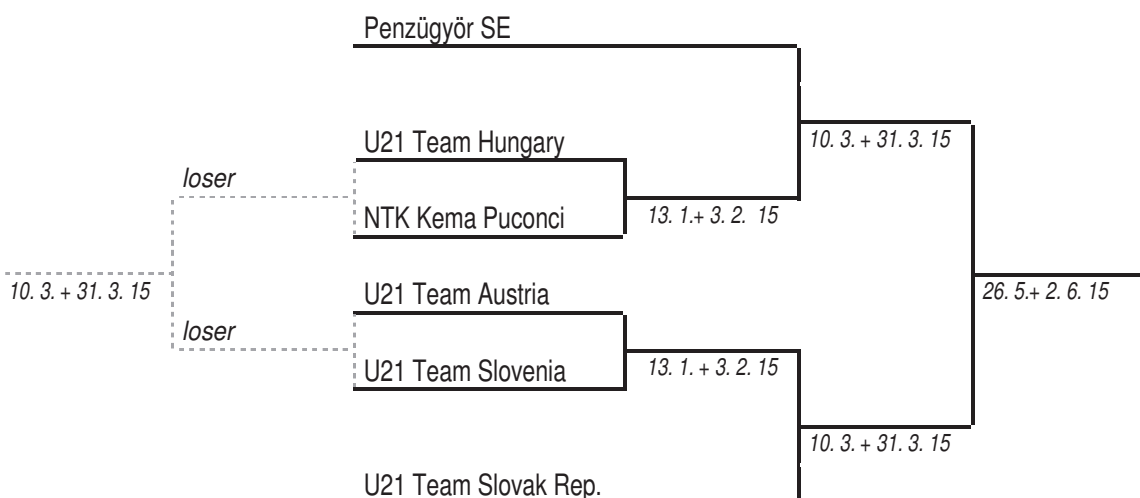 Penzügyör SE
U21 Team Hungary
10. 3. + 31. 3. 15
loser
NTK Kema Puconci
13. 1.+ 3. 2. 15
10. 3. + 31. 3. 15
U21 Team Austria
26. 5.+ 2. 6. 15
loser
U21 Team Slovenia
13. 1. + 3. 2. 15
10. 3. + 31. 3. 15
U21 Team Slovak Rep.